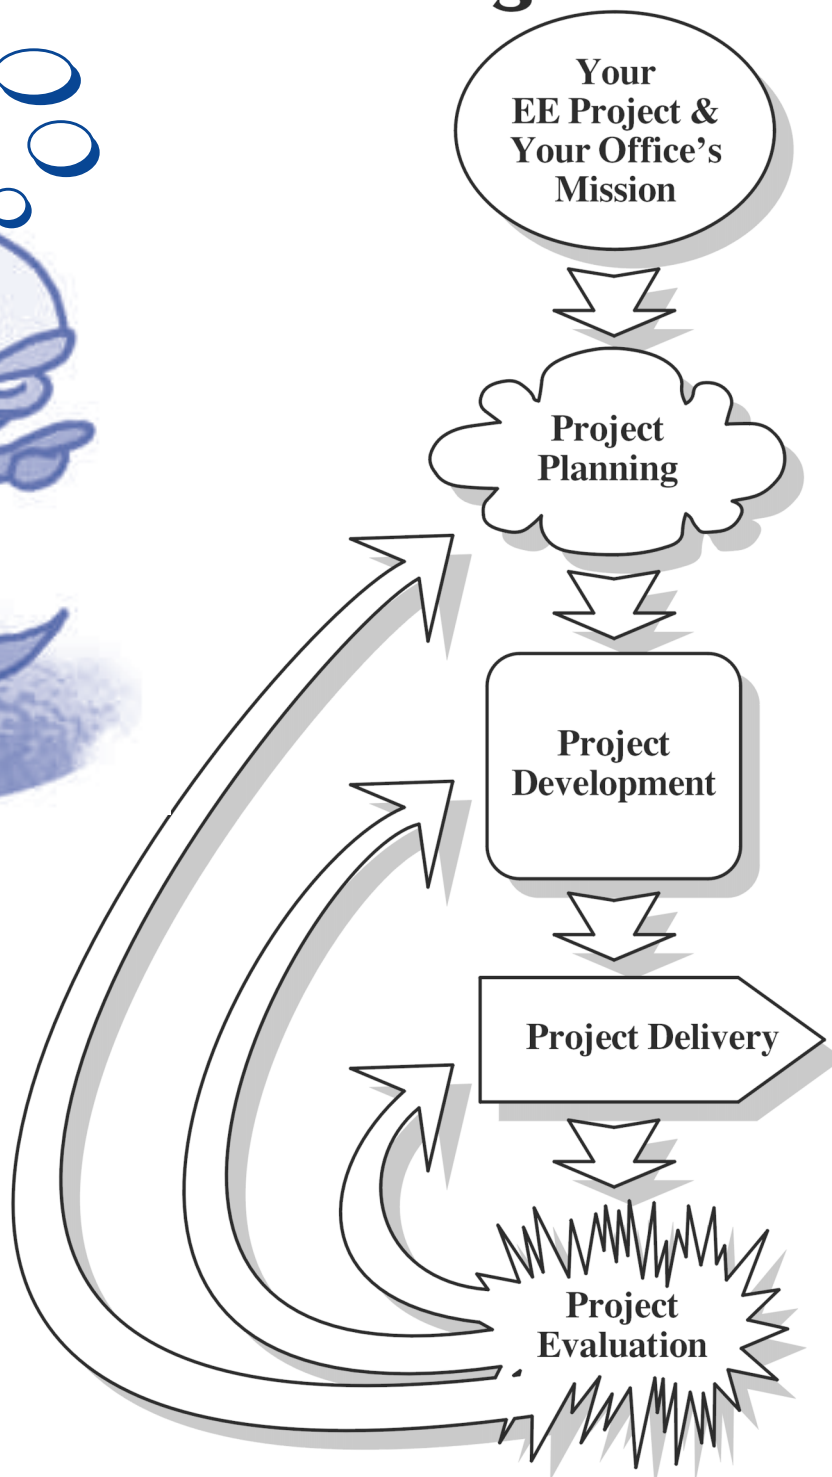 Your
EE Project &
Your Office's
Mission
Project
Planning
Project
Development
Project Delivery
Project
Evaluation